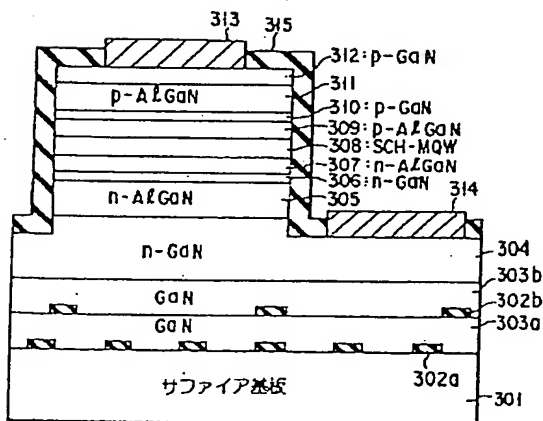 313
315
312:p-GaN
311
p-AlGaN
310:p-GaN
309:p-AlGaN
308:SCH-MQW
307:n-AlGaN
306:n-GaN
305
n-AlGaN
314
n-GaN
304
303b
GaN
302b
303a
GaN
302a
サファイア基板
301